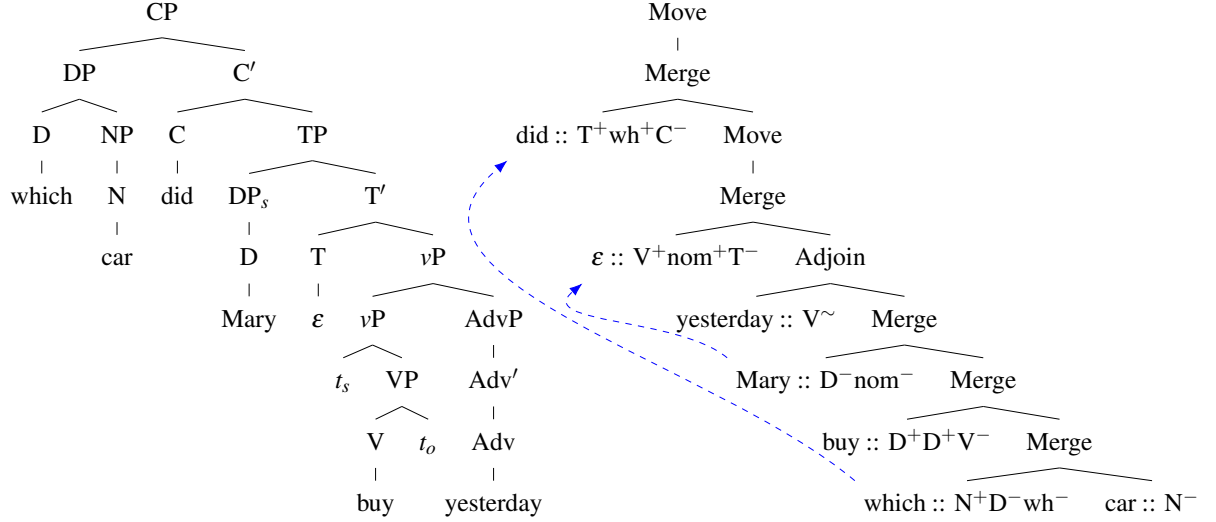 CP Move
DP C′ Merge
D NP C TP did :: T⁺wh⁺C⁻ Move
which N did DPₛ T′ Merge
car D T vP ε :: V⁺nom⁺T⁻ Adjoin
Mary ε vP AdvP yesterday :: V~ Merge
tₛ VP Adv′ Mary :: D⁻nom⁻ Merge
V tₒ Adv buy :: D⁺D⁺V⁻ Merge
buy yesterday which :: N⁺D⁻wh⁻ car :: N⁻